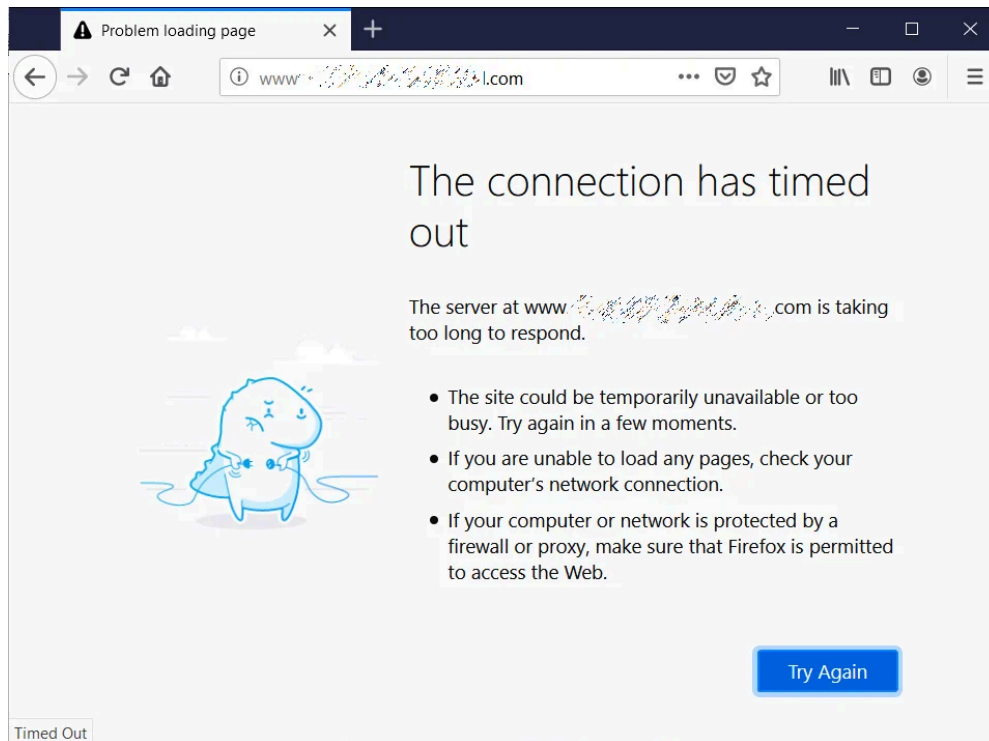 Problem loading page
www l.com
The connection has timed
out
The server at www .com is taking
too long to respond.
• The site could be temporarily unavailable or too
busy. Try again in a few moments.
• If you are unable to load any pages, check your
computer's network connection.
• If your computer or network is protected by a
firewall or proxy, make sure that Firefox is permitted
to access the Web.
Try Again
Timed Out